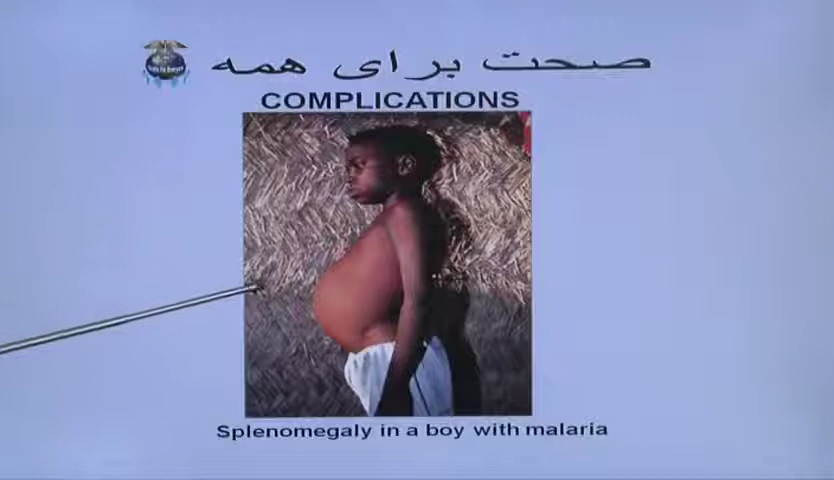 صحت برای همه
COMPLICATIONS
Splenomegaly in a boy with malaria